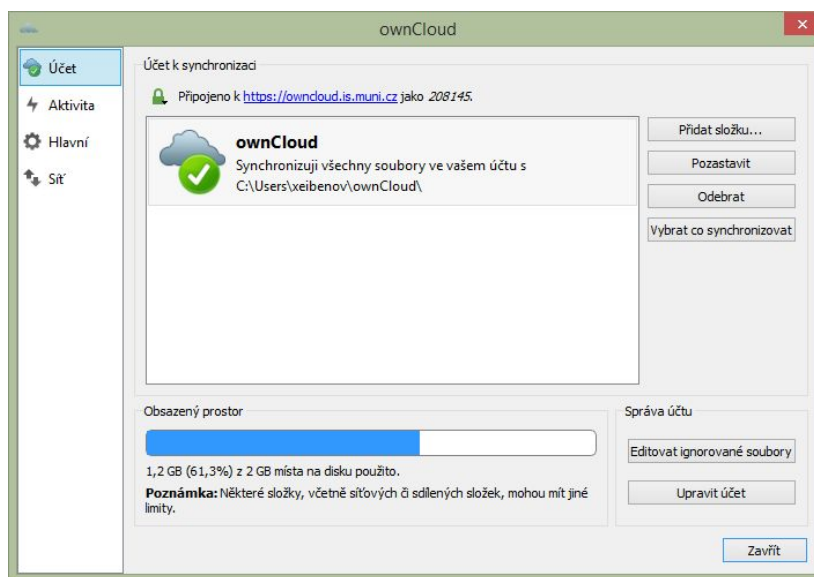 ownCloud
Účet
Aktivita
Hlavní
Síť
Účet k synchronizaci
Připojeno k https://owncloud.is.muni.cz jako 208145.
ownCloud
Synchronizuji všechny soubory ve vašem účtu s
C:\Users\xeibenov\ownCloud\
Přidat složku...
Pozastavit
Odebrat
Vybrat co synchronizovat
Obsazený prostor
1,2 GB (61,3%) z 2 GB místa na disku použito.
Poznámka: Některé složky, včetně síťových či sdílených složek, mohou mít jiné
limity.
Správa účtu
Editovat ignorované soubory
Upravit účet
Zavřít